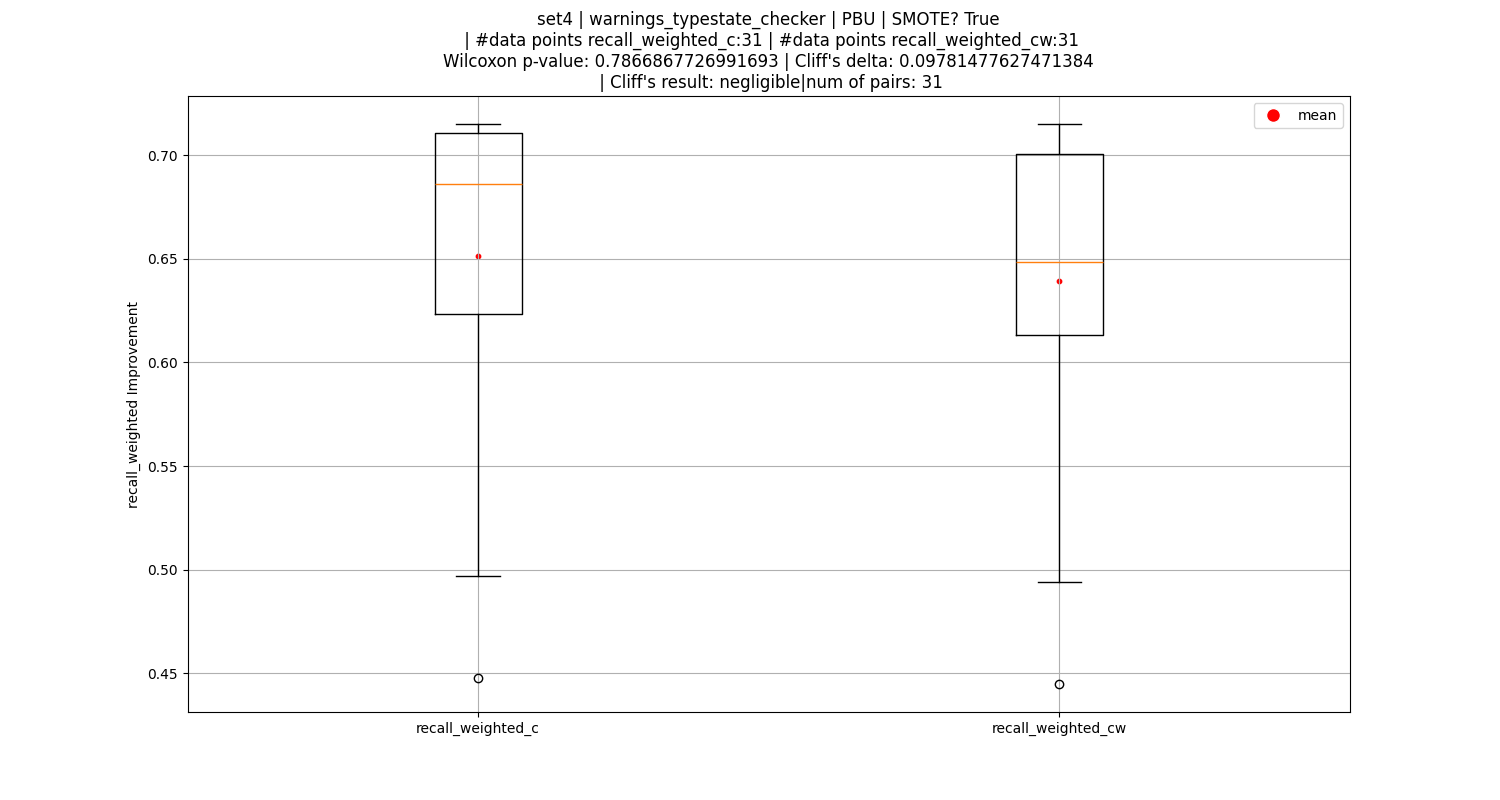 set4 | warnings_typestate_checker | PBU | SMOTE? True
| #data points recall_weighted_c:31 | #data points recall_weighted_cw:31
Wilcoxon p-value: 0.7866867726991693 | Cliff's delta: 0.09781477627471384
| Cliff's result: negligible|num of pairs: 31
mean
0.70
0.65
0.60
0.55
0.50
0.45
recall_weighted Improvement
recall_weighted_c
recall_weighted_cw